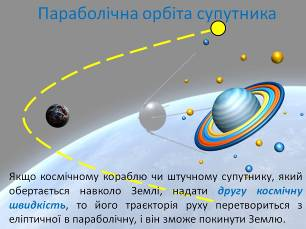 Параболічна орбіта супутника
Якщо космічному кораблю чи штучному супутнику, який
обертається навколо Землі, надати другу космічну
швидкість, то його траєкторія руху перетвориться з
еліптичної в параболічну, і він зможе покинути Землю.